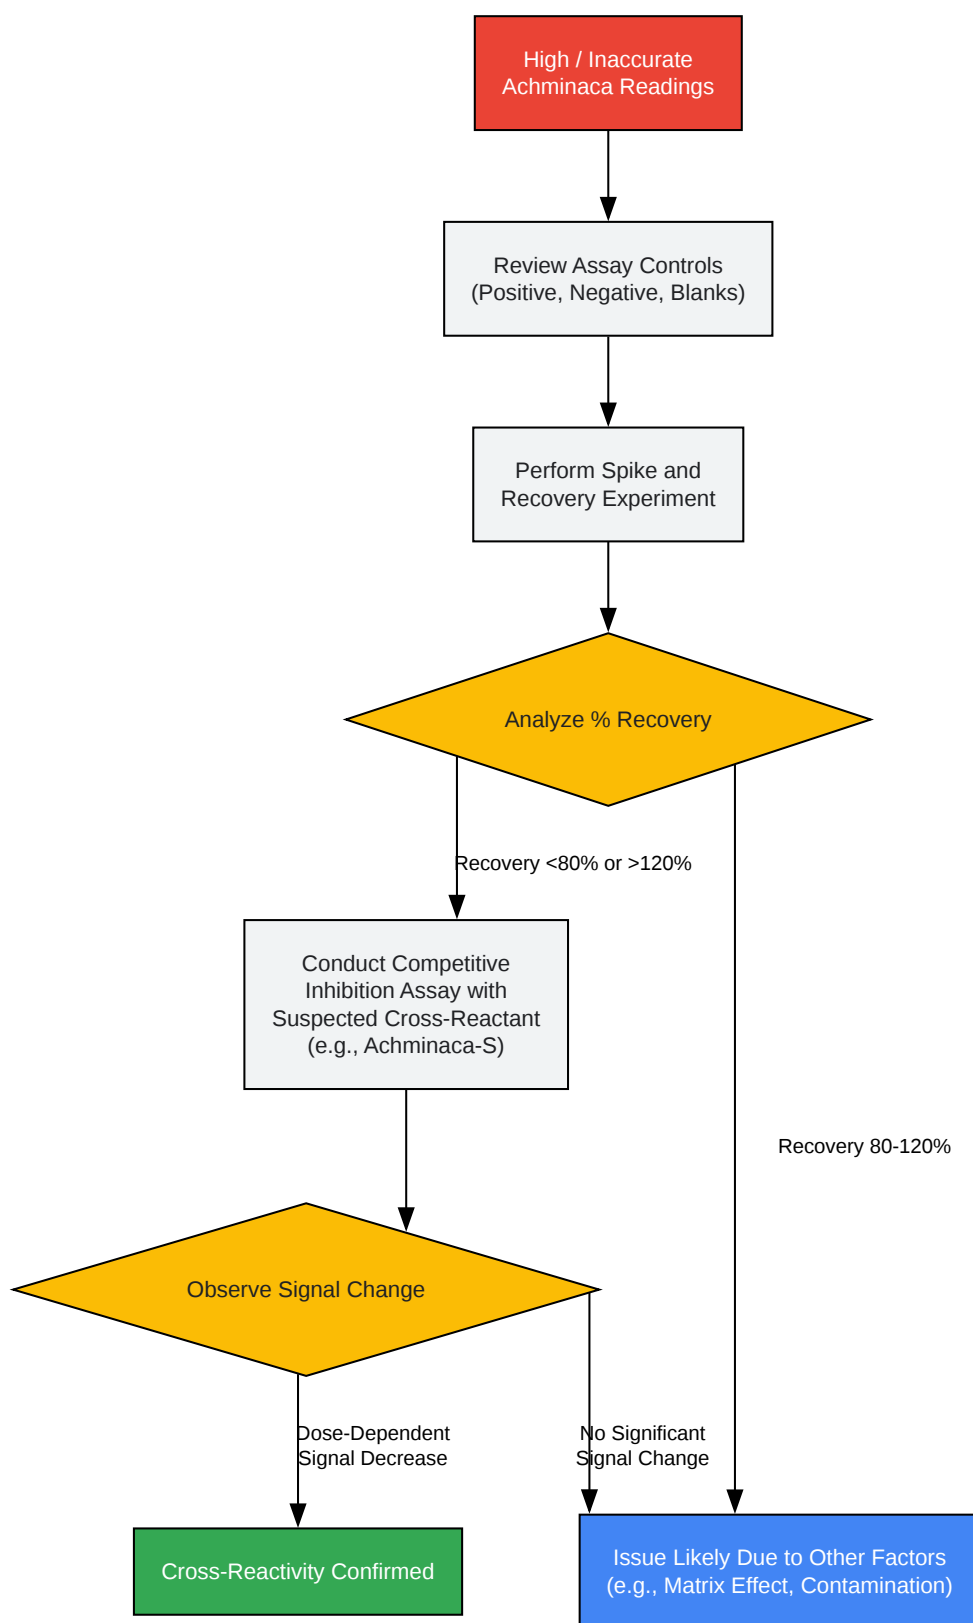 High / Inaccurate
Achminaca Readings
Review Assay Controls
(Positive, Negative, Blanks)
Perform Spike and
Recovery Experiment
Analyze % Recovery
Recovery <80% or >120%
Conduct Competitive
Inhibition Assay with
Suspected Cross-Reactant
(e.g., Achminaca-S)
Recovery 80-120%
Observe Signal Change
Dose-Dependent
Signal Decrease
No Significant
Signal Change
Cross-Reactivity Confirmed
Issue Likely Due to Other Factors
(e.g., Matrix Effect, Contamination)